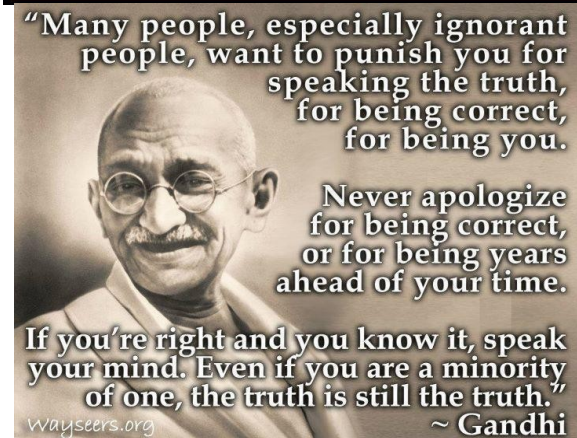 “Many people, especially ignorant
people, want to punish you for
speaking the truth,
for being correct,
for being you.
Never apologize
for being correct,
or for being years
ahead of your time.
If you’re right and you know it, speak
your mind. Even if you are a minority
of one, the truth is still the truth.”
~ Gandhi
Wayseers.org